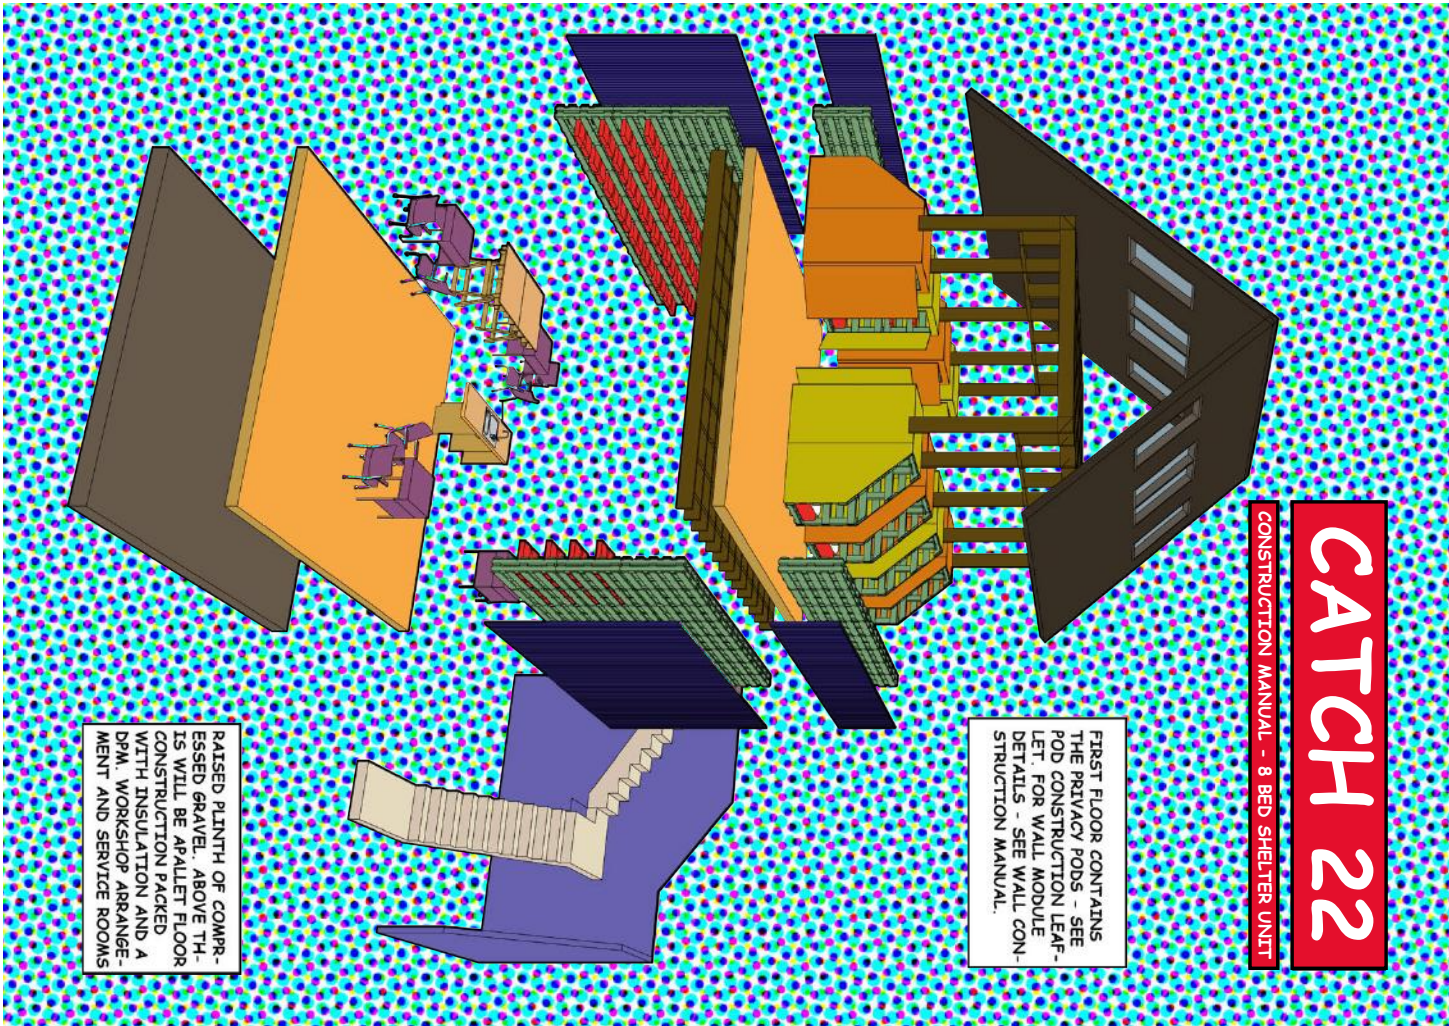 CATCH 22
CONSTRUCTION MANUAL - 8 BED SHELTER UNIT
FIRST FLOOR CONTAINS
THE PRIVACY PODS - SEE
POD CONSTRUCTION LEAF-
LET. FOR WALL MODULE
DETAILS - SEE WALL CON-
STRUCTION MANUAL.
RAISED PLINTH OF COMPR-
ESSED GRAVEL. ABOVE TH-
IS WILL BE APALLET FLOOR
CONSTRUCTION PACKED
WITH INSULATION AND A
DPM. WORKSHOP ARRANGE-
MENT AND SERVICE ROOMS